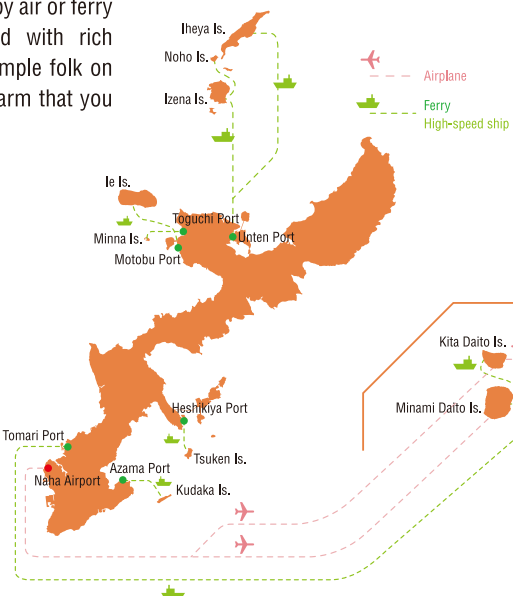 by air or ferry
d with rich
mple folk on
arm that you
Iheya Is.
Noho Is.
Izena Is.
Airplane
Ferry
High-speed ship
Ie Is.
Toguchi Port
Minna Is.
Unten Port
Motobu Port
Kita Daito Is.
Minami Daito Is.
Heshikiya Port
Tomari Port
Tsuken Is.
Azama Port
Naha Airport
Kudaka Is.